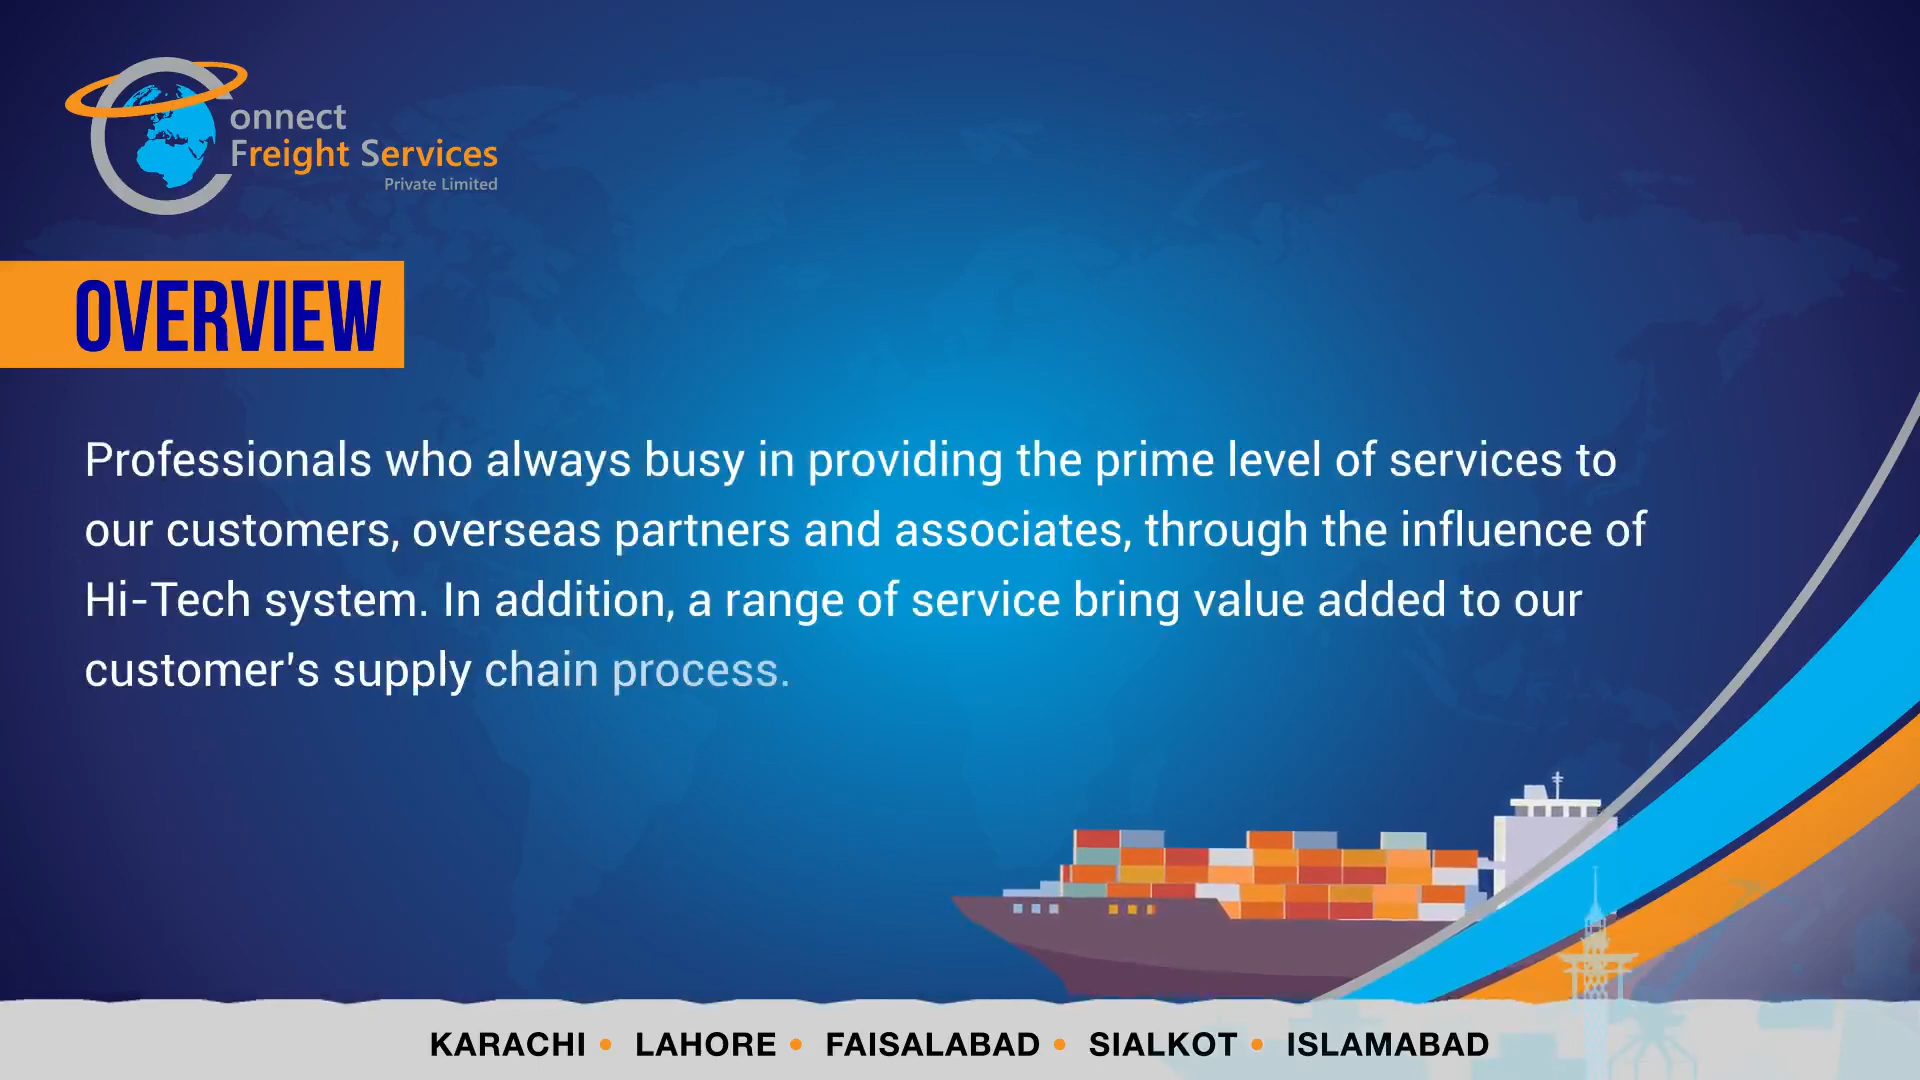 Connect
Freight Services
Private Limited
OVERVIEW
Professionals who always busy in providing the prime level of services to
our customers, overseas partners and associates, through the influence of
Hi-Tech system. In addition, a range of service bring value added to our
customer's supply chain process.
KARACHI • LAHORE • FAISALABAD • SIALKOT • ISLAMABAD